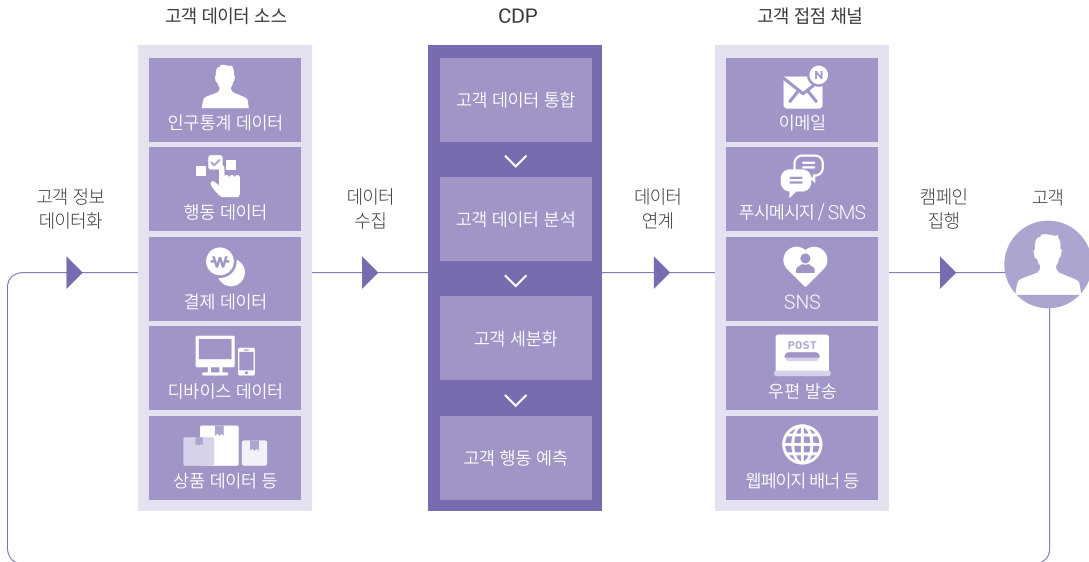 고객 데이터 소스
CDP
고객 접점 채널
고객 정보
데이터화
인구통계 데이터
행동 데이터
₩
결제 데이터
디바이스 데이터
상품 데이터 등
데이터
수집
고객 데이터 통합
고객 데이터 분석
고객 세분화
고객 행동 예측
데이터
연계
N
이메일
푸시메시지 / SMS
SNS
POST
우편 발송
웹페이지 배너 등
캠페인
집행
고객